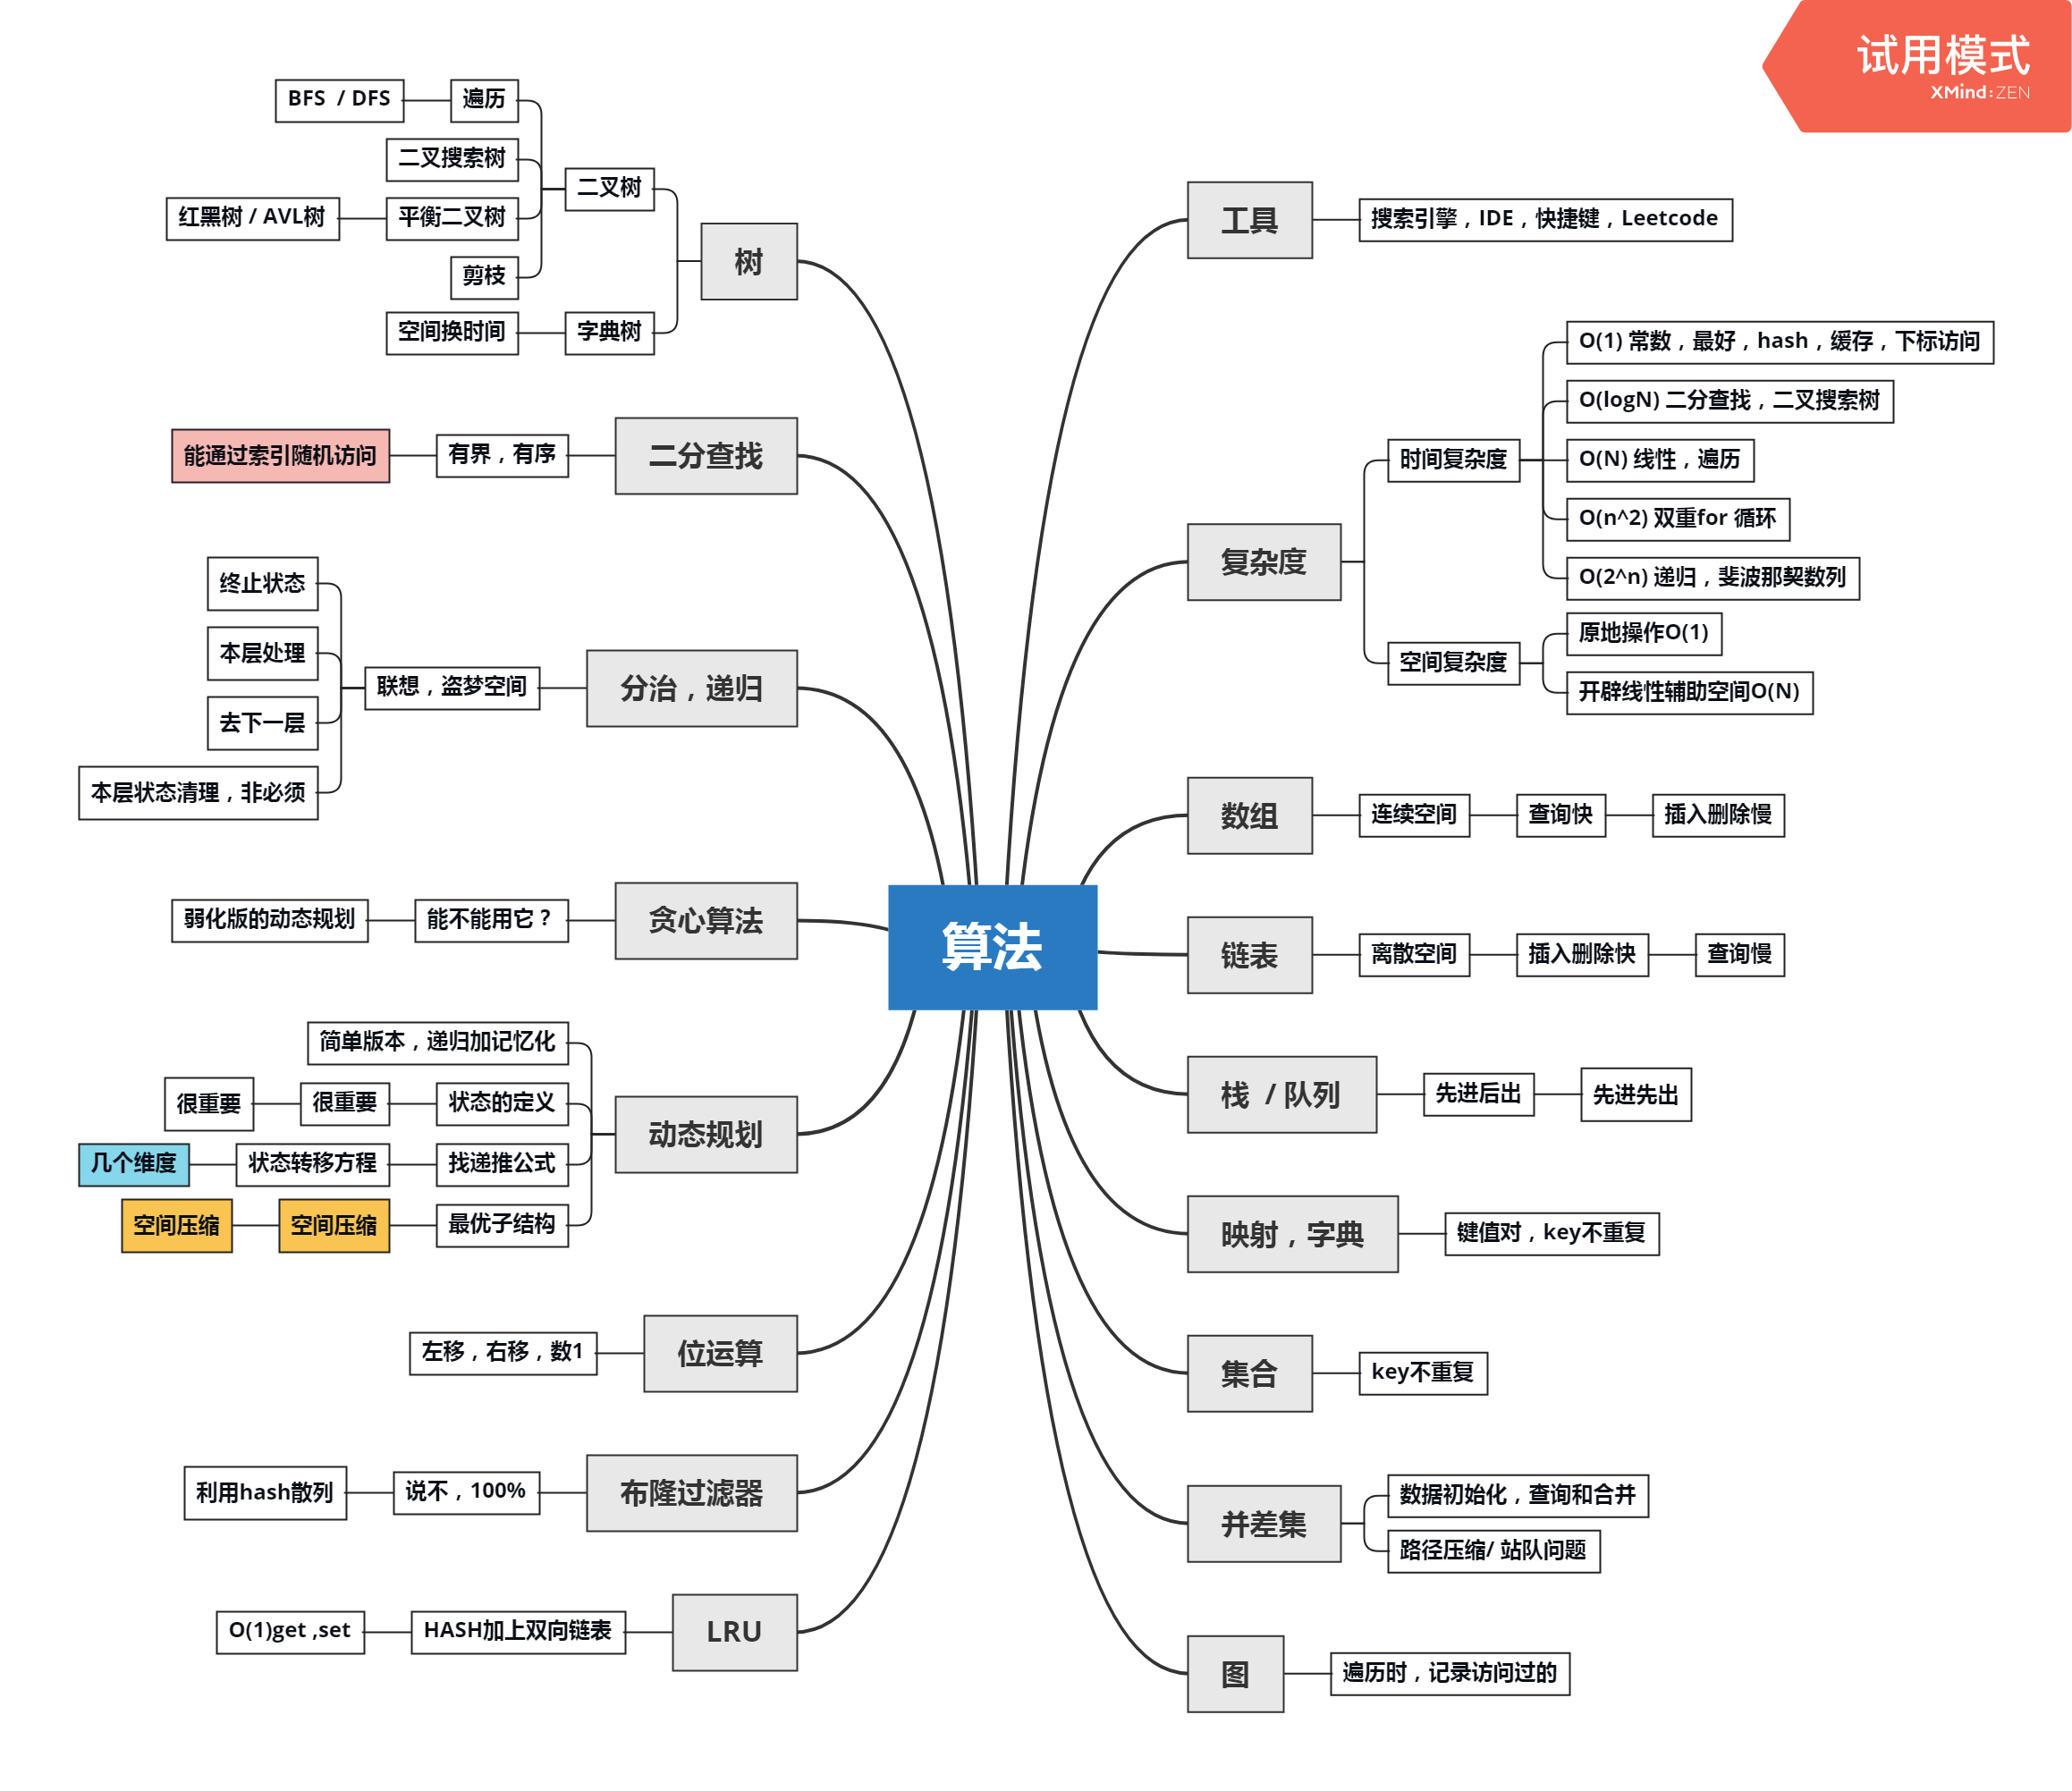 试用模式
XMind:ZEN
算法
工具
搜索引擎，IDE，快捷键，Leetcode
复杂度
时间复杂度
O(1) 常数，最好，hash，缓存，下标访问
O(logN) 二分查找，二叉搜索树
O(N) 线性，遍历
O(n^2) 双重for 循环
O(2^n) 递归，斐波那契数列
空间复杂度
原地操作O(1)
开辟线性辅助空间O(N)
数组
连续空间
查询快
插入删除慢
链表
离散空间
插入删除快
查询慢
栈 / 队列
先进后出
先进先出
映射，字典
键值对，key不重复
集合
key不重复
并差集
数据初始化，查询和合并
路径压缩/ 站队问题
图
遍历时，记录访问过的
树
二叉树
遍历
BFS / DFS
二叉搜索树
平衡二叉树
红黑树 / AVL树
剪枝
字典树
空间换时间
二分查找
有界，有序
能通过索引随机访问
分治，递归
联想，盗梦空间
终止状态
本层处理
去下一层
本层状态清理，非必须
贪心算法
能不能用它？
弱化版的动态规划
动态规划
简单版本，递归加记忆化
状态的定义
很重要
很重要
找递推公式
状态转移方程
几个维度
最优子结构
空间压缩
空间压缩
位运算
左移，右移，数1
布隆过滤器
说不，100%
利用hash散列
LRU
HASH加上双向链表
O(1)get ,set